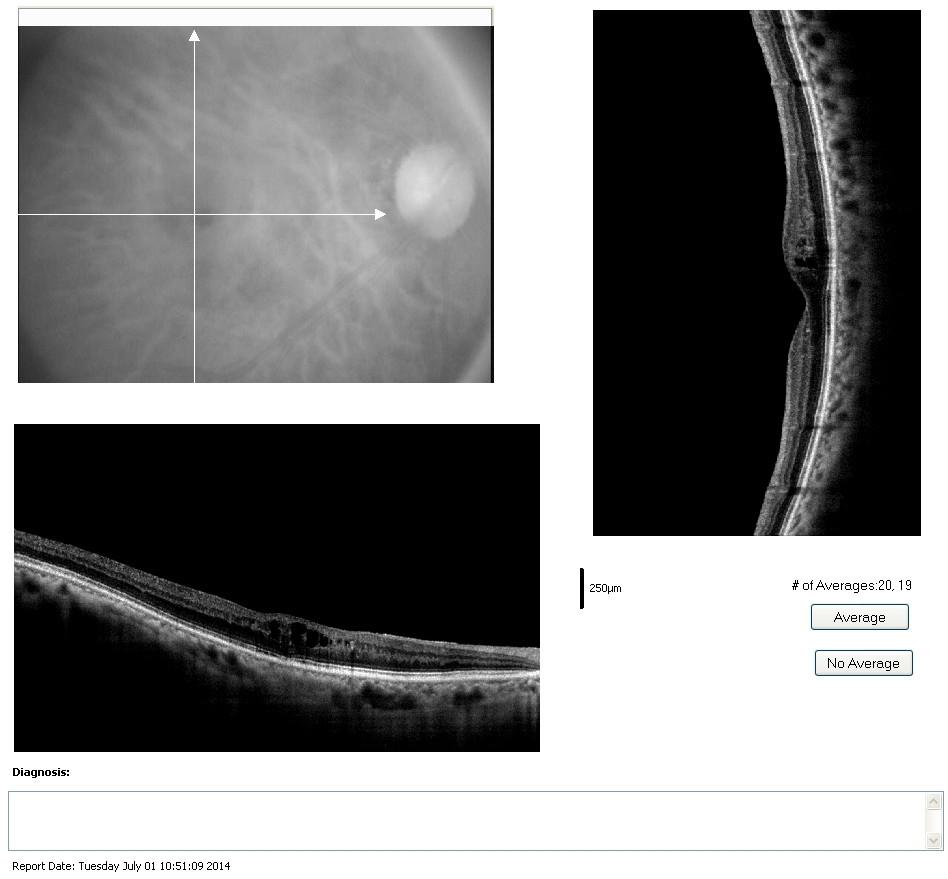 250µm
# of Averages:20, 19
Average
No Average
Diagnosis:
Report Date: Tuesday July 01 10:51:09 2014